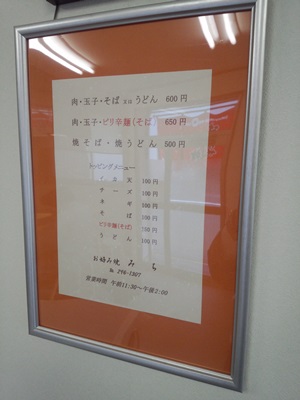 肉・玉子・そば 又は うどん 600円
肉・玉子・ピリ辛麺(そば) 650円
焼そば・焼うどん 500円
トッピングメニュー
イカ天 100円
チーズ 100円
ネギ 100円
そば 100円
ピリ辛麺(そば) 100円
うどん 100円
お好み焼 みち
営業時間 午前11:30〜午後2:00